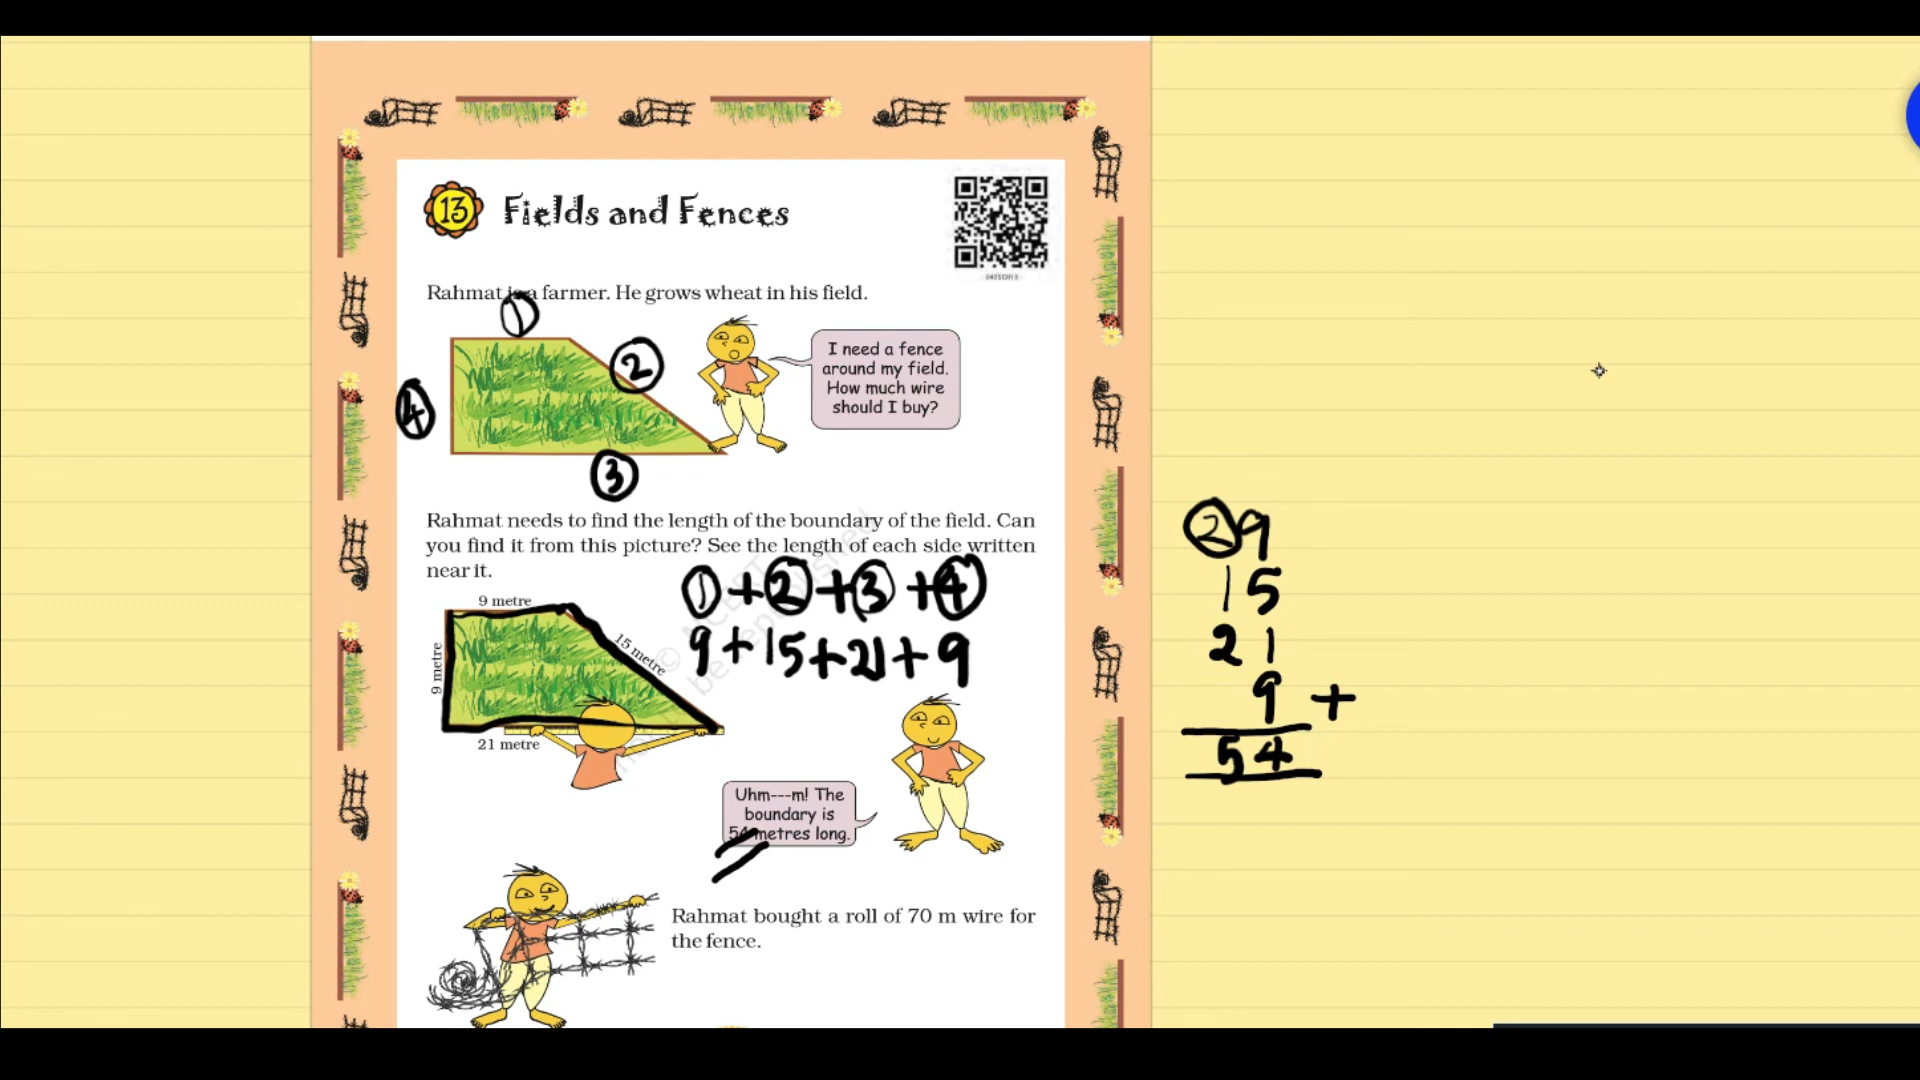 13 Fields and Fences
Rahmat is a farmer. He grows wheat in his field.
1
2
4
3
I need a fence
around my field.
How much wire
should I buy?
Rahmat needs to find the length of the boundary of the field. Can
you find it from this picture? See the length of each side written
near it.
9 metre
15 metre
9 metre
21 metre
1 + 2 + 3 + 4
9 + 15 + 21 + 9
Uhm---m! The
boundary is
54 metres long.
Rahmat bought a roll of 70 m wire for
the fence.
2 9
15
21
9 +
54